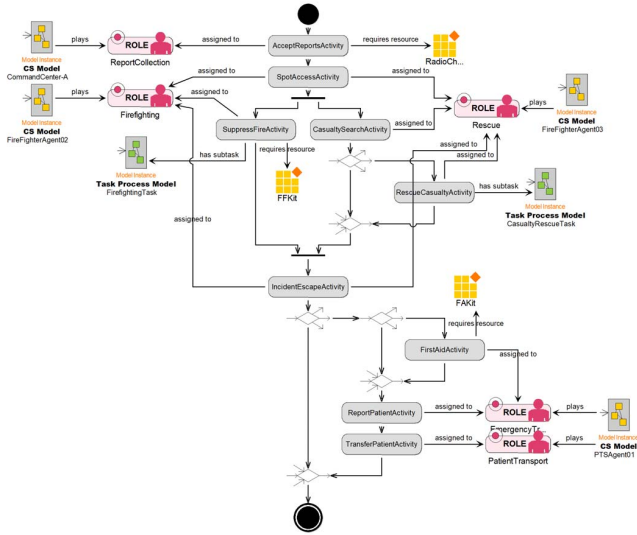 plays
ROLE
assigned to
AcceptReportsActivity
requires resource
Model Instance
CS Model
CommandCenter-A
ReportCollection
RadioCh...
assigned to
SpotAccessActivity
assigned to
plays
ROLE
Model Instance
CS Model
FireFighterAgent02
Firefighting
assigned to
SuppressFireActivity
CasualtySearchActivity
assigned to
ROLE
Rescue
plays
Model Instance
CS Model
FireFighterAgent03
has subtask
requires resource
assigned to
assigned to
Model Instance
Task Process Model
FirefightingTask
FFKit
RescueCasualtyActivity
has subtask
Model Instance
Task Process Model
CasualtyRescueTask
assigned to
IncidentEscapeActivity
FAKit
requires resource
FirstAidActivity
assigned to
ReportPatientActivity
assigned to
ROLE
plays
EmergencyTr
Model Instance
CS Model
PTSAgent01
TransferPatientActivity
assigned to
ROLE
plays
PatientTransport